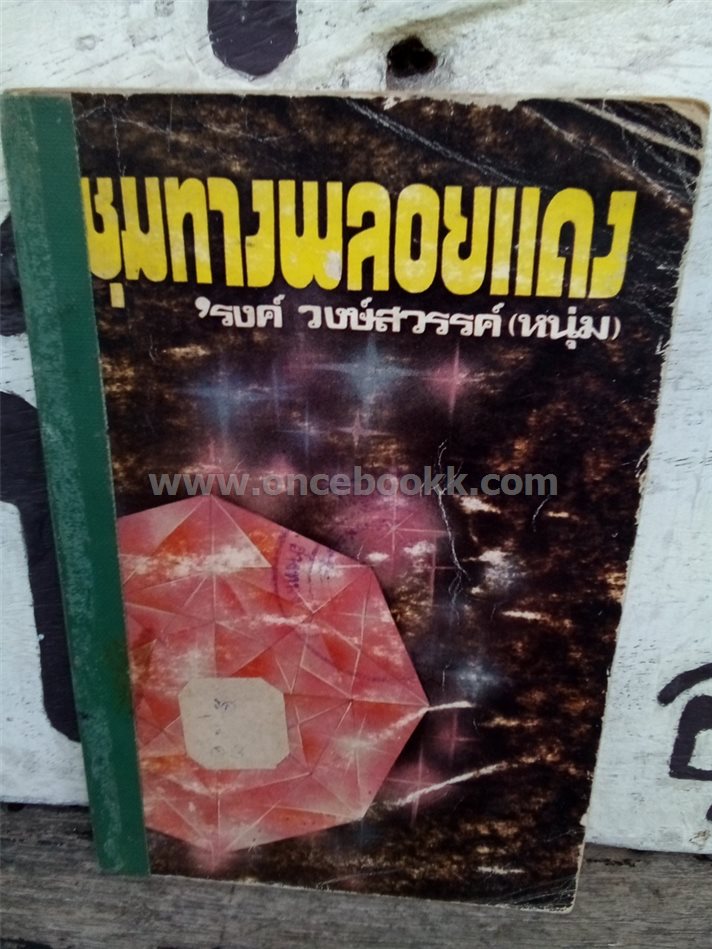 ชุมทางพลอยแดง
'รงค์ วงษ์สวรรค์ (หนุ่ม)
www.oncebookk.com